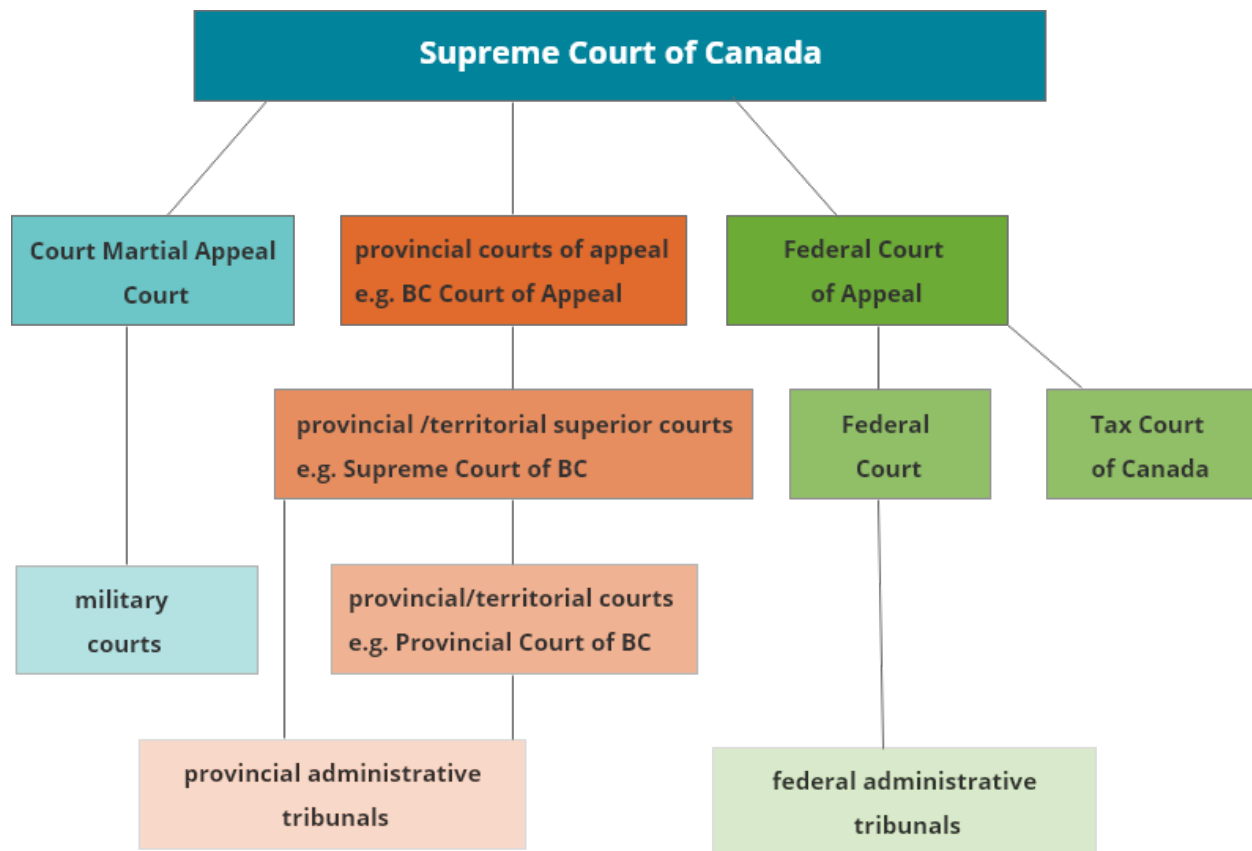 Supreme Court of Canada
Court Martial Appeal
Court
provincial courts of appeal
e.g. BC Court of Appeal
Federal Court
of Appeal
provincial /territorial superior courts
e.g. Supreme Court of BC
Federal
Court
Tax Court
of Canada
military
courts
provincial/territorial courts
e.g. Provincial Court of BC
provincial administrative
tribunals
federal administrative
tribunals